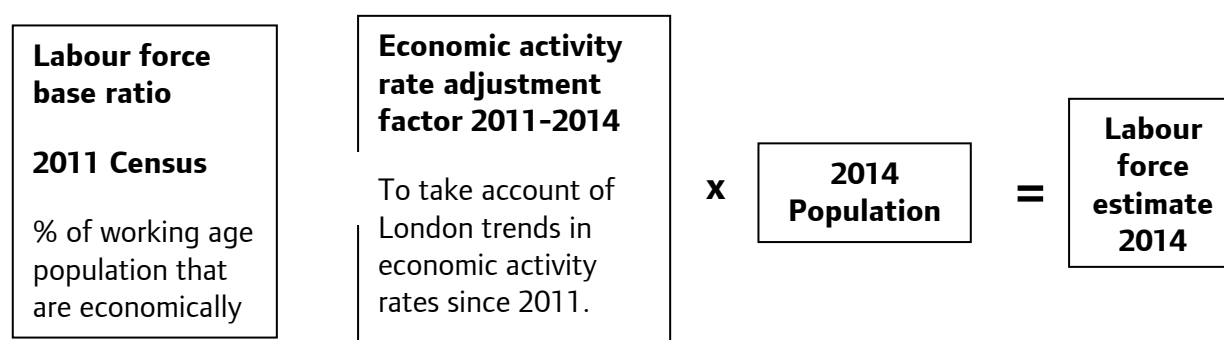 Labour force
base ratio
2011 Census
% of working age
population that
are economically
Economic activity
rate adjustment
factor 2011-2014
To take account of
London trends in
economic activity
rates since 2011.
x
2014
Population
=
Labour
force
estimate
2014